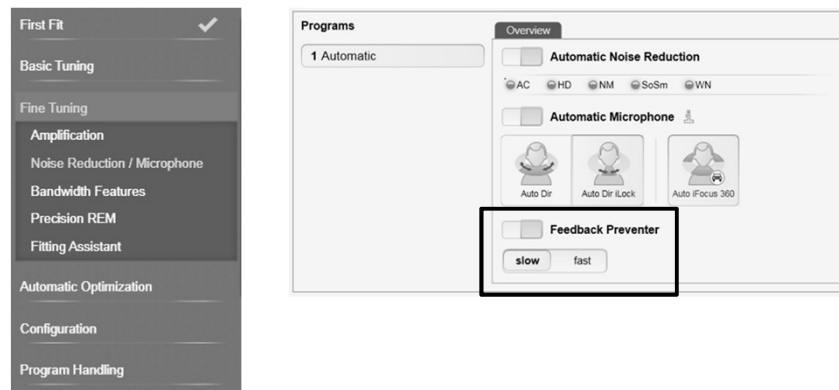 First Fit
Basic Tuning
Fine Tuning
Amplification
Noise Reduction / Microphone
Bandwidth Features
Precision REM
Fitting Assistant
Automatic Optimization
Configuration
Program Handling
Programs
1 Automatic
Overview
Automatic Noise Reduction
AC HD NM SoSm WN
Automatic Microphone
Auto Dir Auto Dir iLock Auto iFocus 360
Feedback Preventer
slow fast